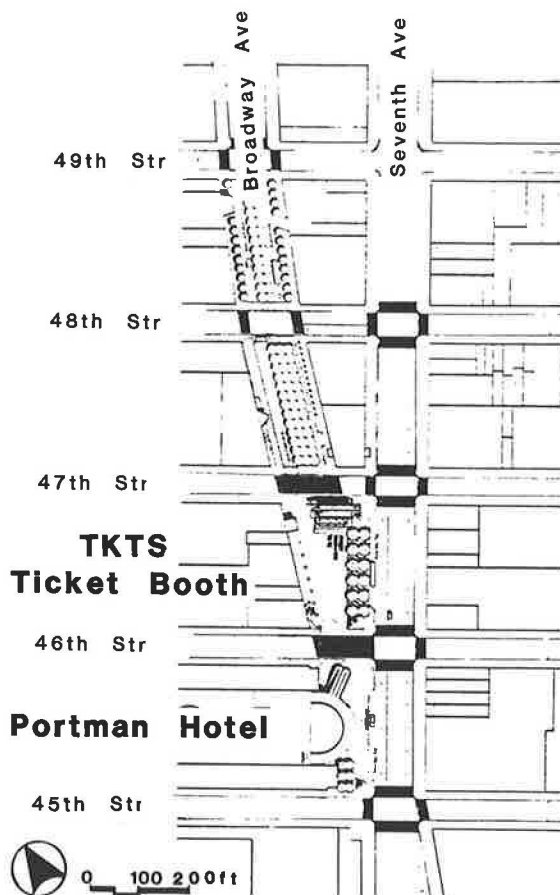 Broadway Ave
Seventh Ave
49th Str
48th Str
47th Str
TKTS
Ticket Booth
46th Str
Portman Hotel
45th Str
0 100 200ft